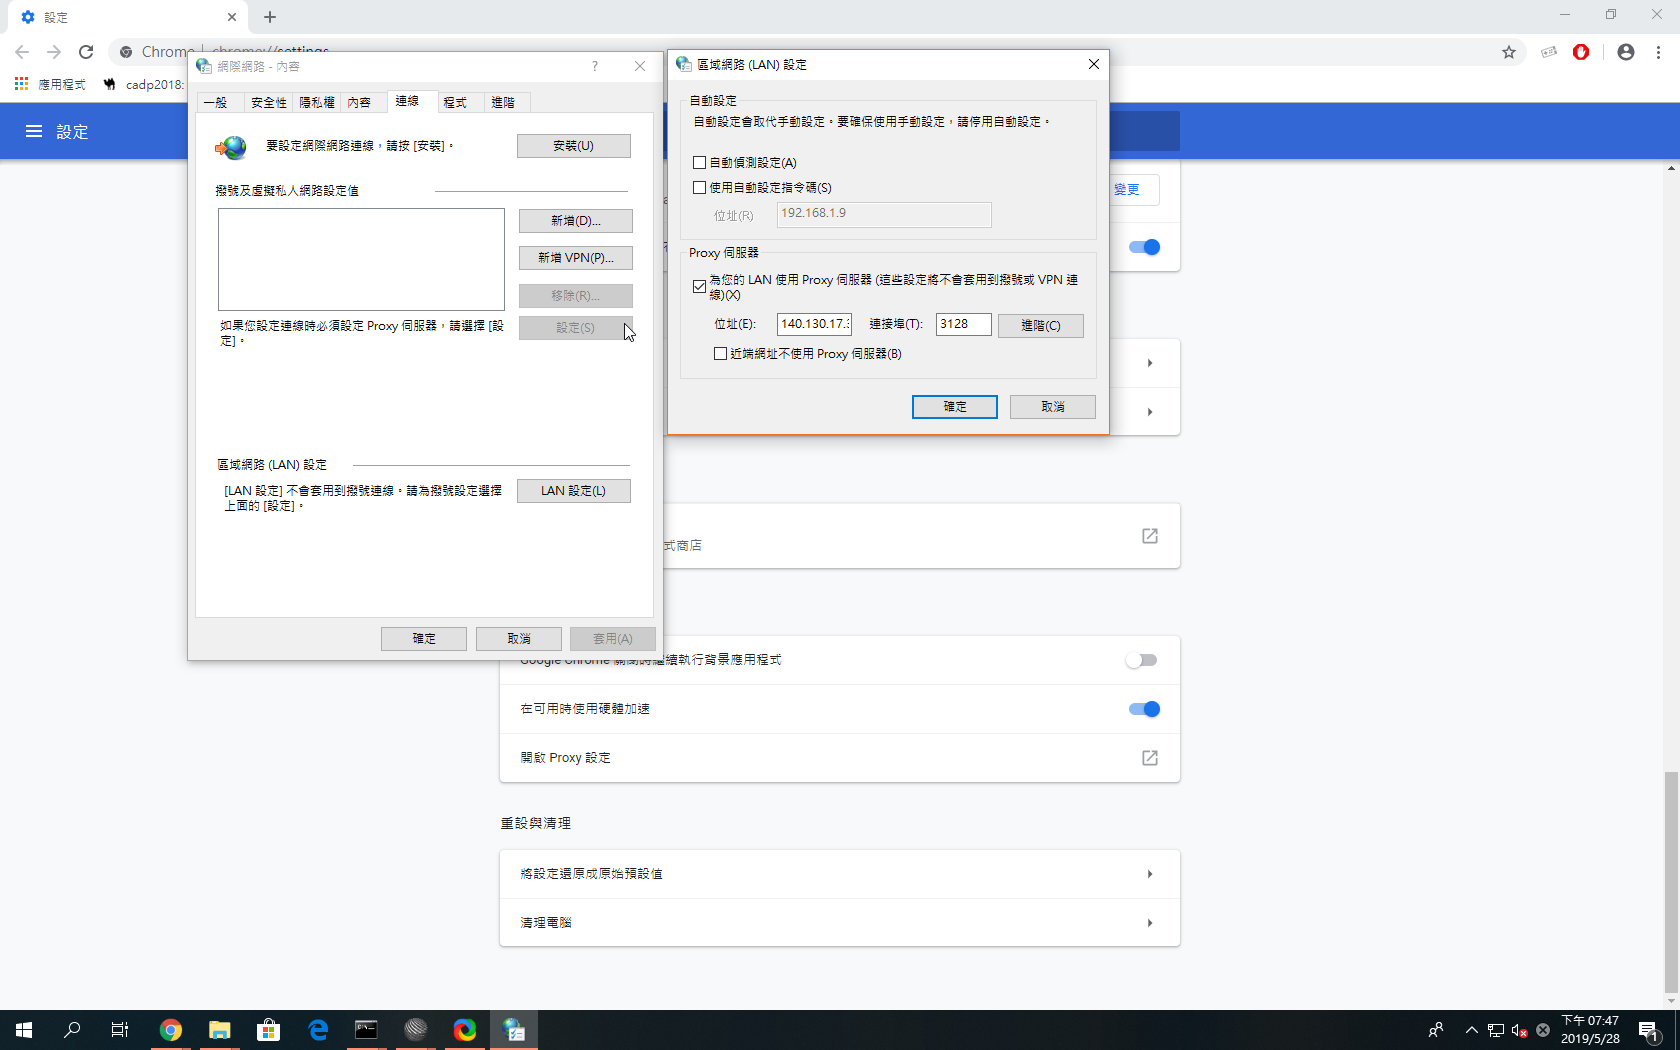 設定
Chrome
chrome://settings
應用程式
cadp2018:
設定
網際網路 - 內容
?
一般
安全性
隱私權
內容
連線
程式
進階
要設定網際網路連線，請按 [安裝]。
安裝(U)
撥號及虛擬私人網路設定值
新增(D)...
新增 VPN(P)...
移除(R)...
設定(S)
如果您設定連線時必須設定 Proxy 伺服器，請選擇 [設
定]。
區域網路 (LAN) 設定
[LAN 設定] 不會套用到撥號連線。請為撥號設定選擇
上面的 [設定]。
LAN 設定(L)
確定
取消
套用(A)
區域網路 (LAN) 設定
自動設定
自動設定會取代手動設定。要確保使用手動設定，請停用自動設定。
自動偵測設定(A)
使用自動設定指令碼(S)
位址(R)
192.168.1.9
Proxy 伺服器
為您的 LAN 使用 Proxy 伺服器 (這些設定將不會套用到撥號或 VPN 連
線)(X)
位址(E):
140.130.17.
連接埠(T):
3128
進階(C)
近端網址不使用 Proxy 伺服器(B)
確定
取消
變更
式商店
Google Chrome 關閉時繼續執行背景應用程式
在可用時使用硬體加速
開啟 Proxy 設定
重設與清理
將設定還原成原始預設值
清理電腦
下午 07:47
2019/5/28
1